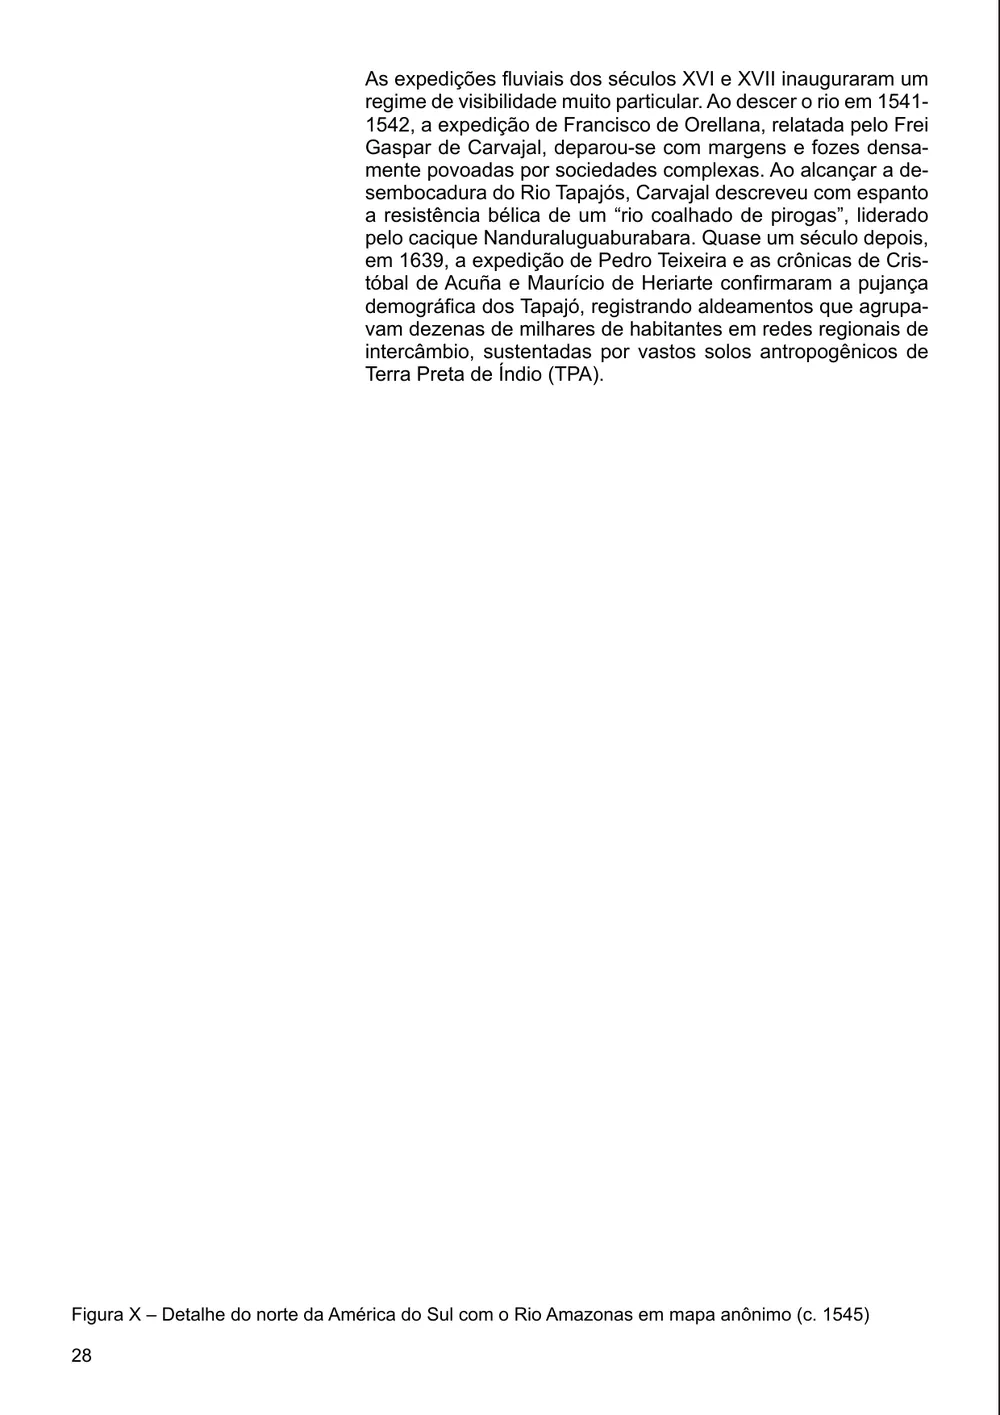 As expedições fluviais dos séculos XVI e XVII inauguraram um
regime de visibilidade muito particular. Ao descer o rio em 1541-
1542, a expedição de Francisco de Orellana, relatada pelo Frei
Gaspar de Carvajal, deparou-se com margens e fozes densa-
mente povoadas por sociedades complexas. Ao alcançar a de-
sembocadura do Rio Tapajós, Carvajal descreveu com espanto
a resistência bélica de um “rio coalhado de pirogas”, liderado
pelo cacique Nanduraluguaburabara. Quase um século depois,
em 1639, a expedição de Pedro Teixeira e as crônicas de Cris-
tóbal de Acuña e Maurício de Heriarte confirmaram a pujança
demográfica dos Tapajó, registrando aldeamentos que agrupa-
vam dezenas de milhares de habitantes em redes regionais de
intercâmbio, sustentadas por vastos solos antropogênicos de
Terra Preta de Índio (TPA).
Figura X – Detalhe do norte da América do Sul com o Rio Amazonas em mapa anônimo (c. 1545)
28